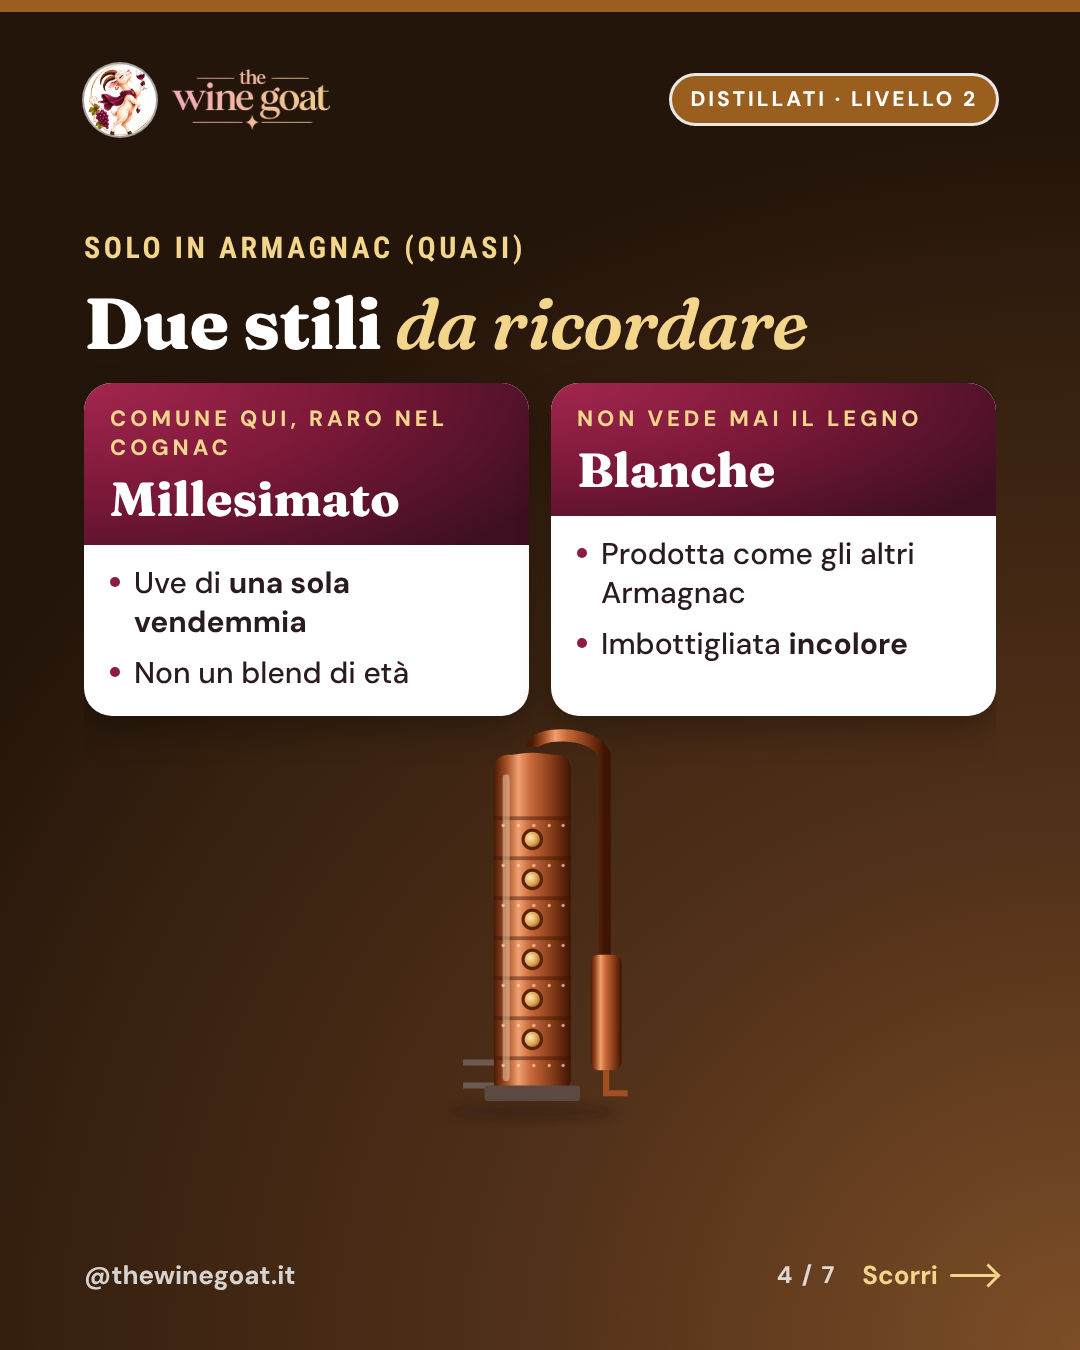 the
wine goat
DISTILLATI · LIVELLO 2
SOLO IN ARMAGNAC (QUASI)
Due stili da ricordare
COMUNE QUI, RARO NEL
COGNAC
Millesimato
• Uve di una sola
vendemmia
• Non un blend di età
NON VEDE MAI IL LEGNO
Blanche
• Prodotta come gli altri
Armagnac
• Imbottigliata incolore
@thewinegoat.it
4 / 7
Scorri